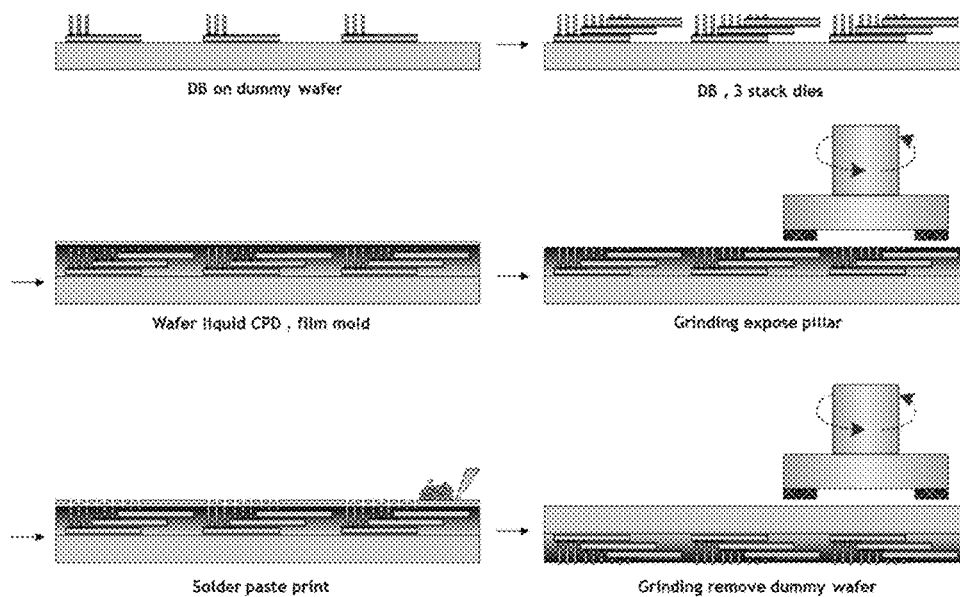 DB on dummy wafer
DB , 3 stack dies
Wafer liquid CPD , film mold
Grinding expose pillar
Solder paste print
Grinding remove dummy wafer